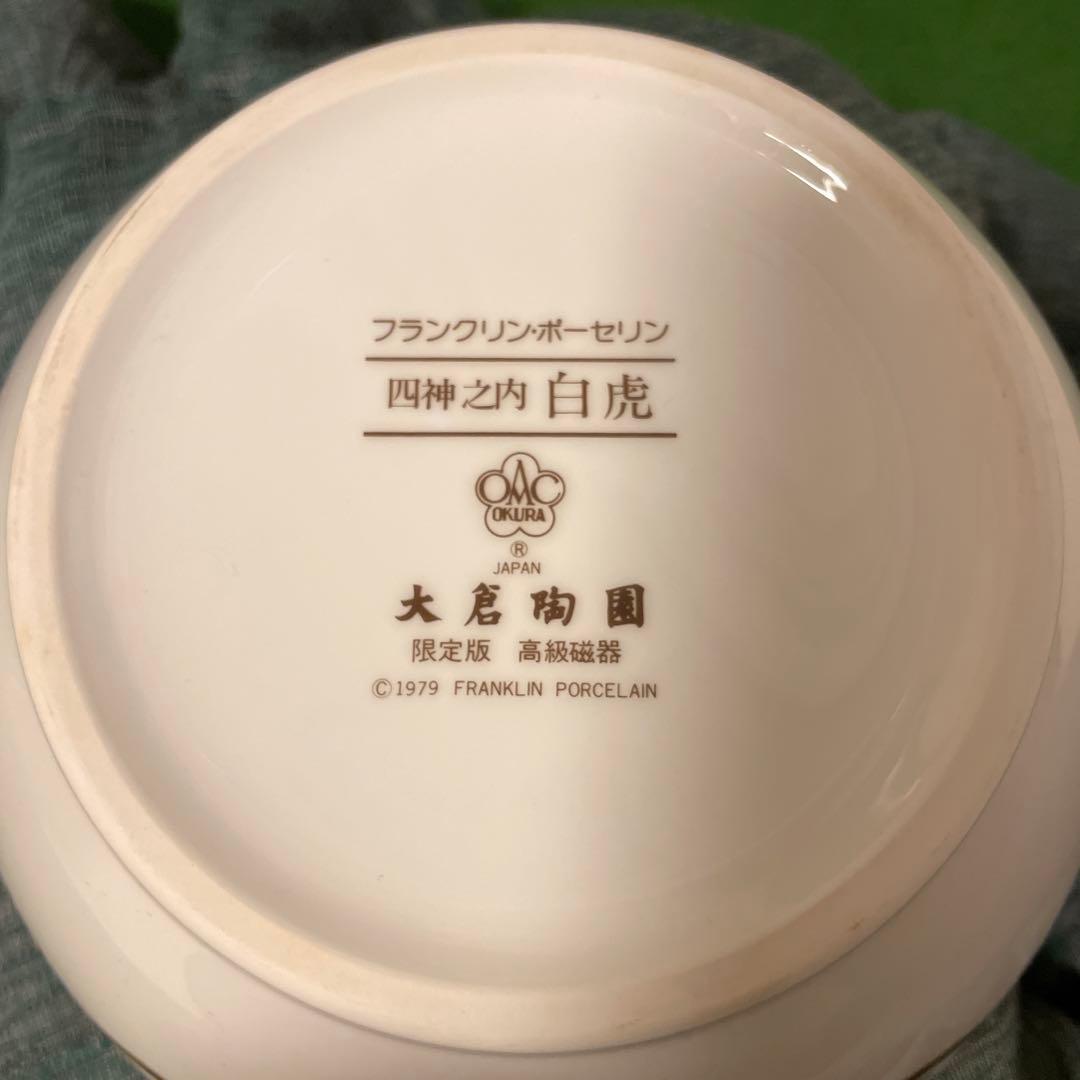 フランクリン・ポーセリン
四神之内 白虎
OAC
OKURA
®
JAPAN
大倉陶園
限定版 高級磁器
©1979 FRANKLIN PORCELAIN